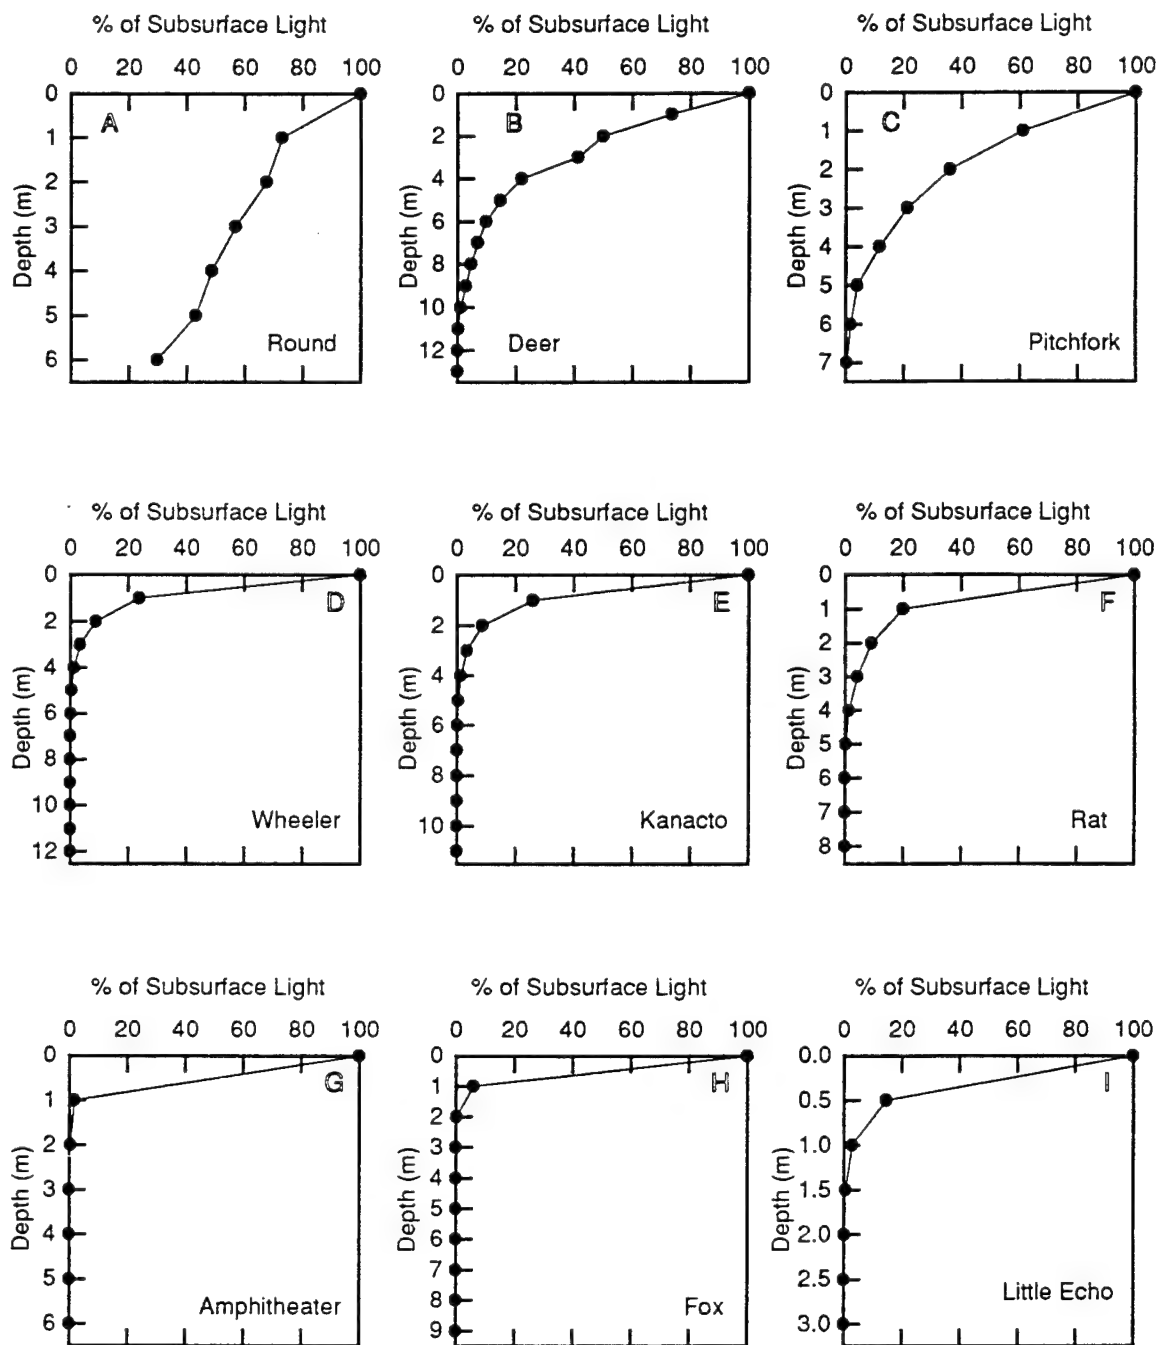 % of Subsurface Light % of Subsurface Light % of Subsurface Light
0 20 40 60 80 100 0 20 40 60 80 100 0 20 40 60 80 100
A B C
Depth (m) Depth (m) Depth (m)
0 1 2 3 4 5 6
0 2 4 6 8 10 12
0 1 2 3 4 5 6 7
Round Deer Pitchfork
% of Subsurface Light % of Subsurface Light % of Subsurface Light
0 20 40 60 80 100 0 20 40 60 80 100 0 20 40 60 80 100
D E F
Depth (m) Depth (m) Depth (m)
0 2 4 6 8 10 12
0 2 4 6 8 10
0 1 2 3 4 5 6 7 8
Wheeler Kanacto Rat
% of Subsurface Light % of Subsurface Light % of Subsurface Light
0 20 40 60 80 100 0 20 40 60 80 100 0 20 40 60 80 100
G H I
Depth (m) Depth (m) Depth (m)
0 1 2 3 4 5 6
0 1 2 3 4 5 6 7 8 9
0.0 0.5 1.0 1.5 2.0 2.5 3.0
Amphitheater Fox Little Echo